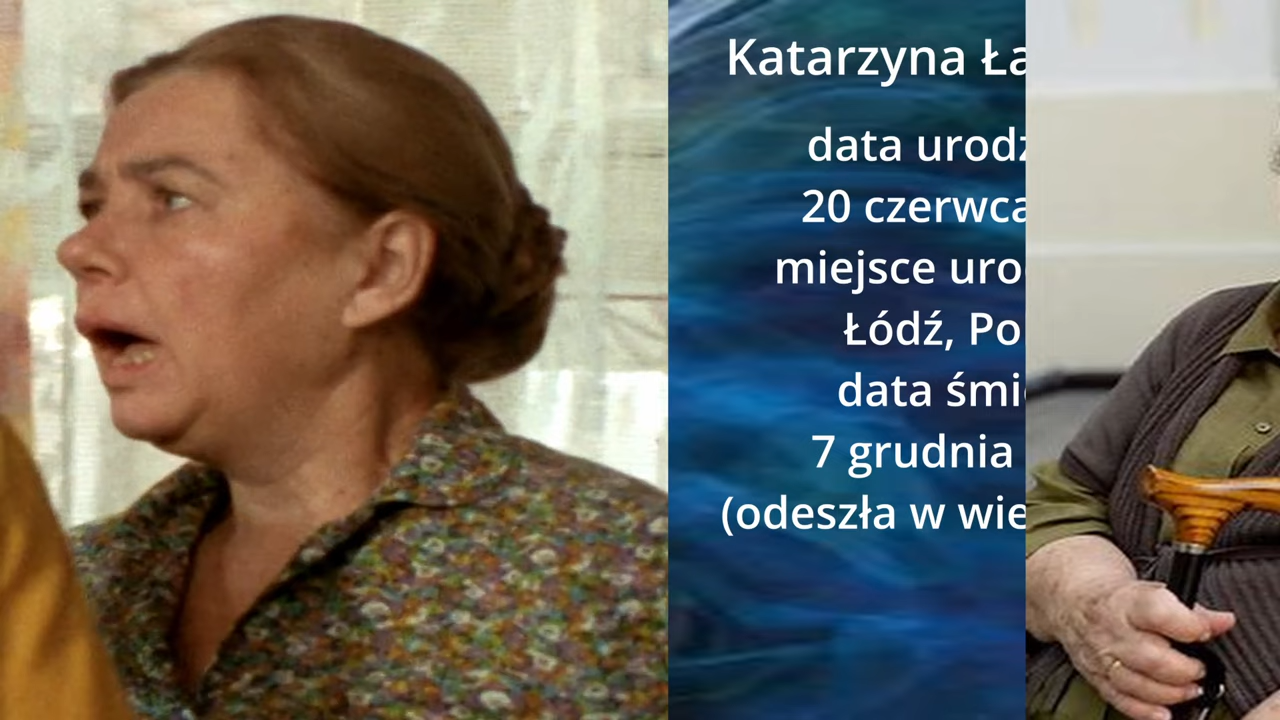 Katarzyna Ła
data urodz
20 czerwca
miejsce uro
Łódź, Po
data śmi
7 grudnia
(odeszła w wie